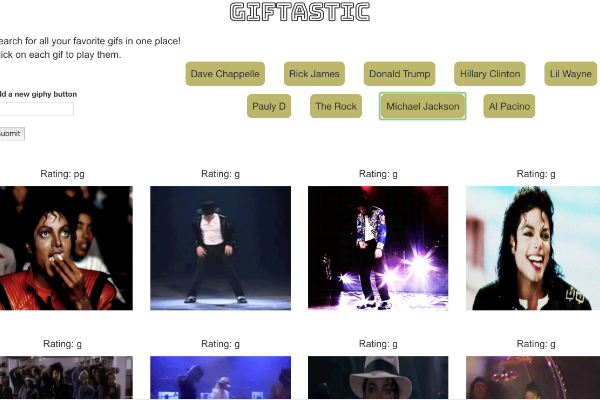 GIFTASTIC
earch for all your favorite gifs in one place!
lick on each gif to play them.
Dave Chappelle Rick James Donald Trump Hillary Clinton Lil Wayne
dd a new giphy button
Pauly D The Rock Michael Jackson Al Pacino
ubmit
Rating: pg Rating: g Rating: g Rating: g
Rating: g Rating: g Rating: g Rating: g